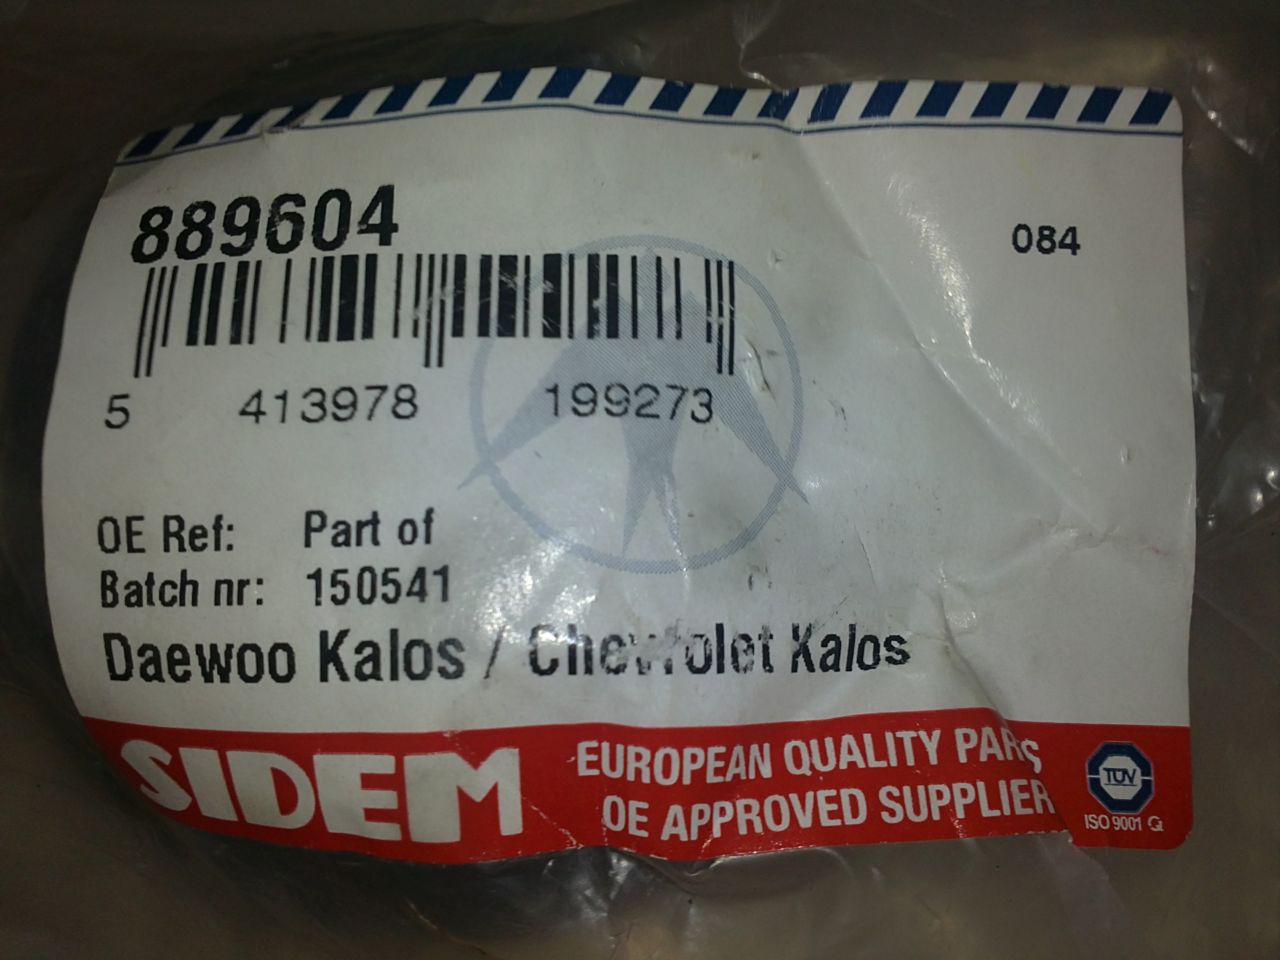 889604
084
5 413978 199273
OE Ref: Part of
Batch nr: 150541
Daewoo Kalos / Chevrolet Kalos
SIDEM
EUROPEAN QUALITY PARTS
OE APPROVED SUPPLIER
TÜV
ISO 9001